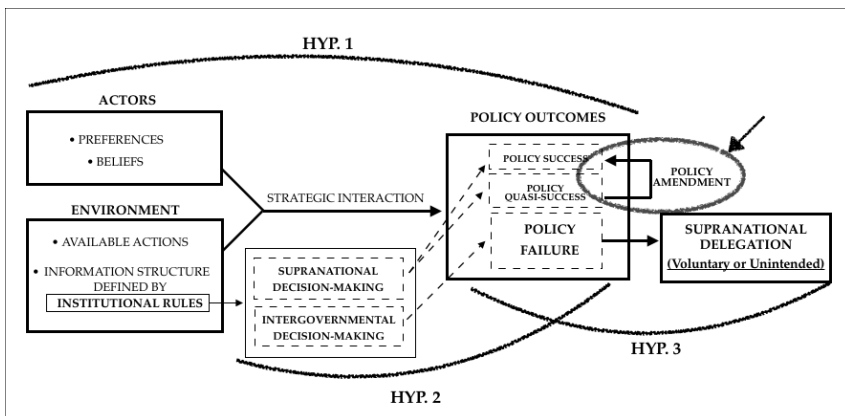 HYP. 1
ACTORS
• PREFERENCES
• BELIEFS
ENVIRONMENT
• AVAILABLE ACTIONS
• INFORMATION STRUCTURE
DEFINED BY
INSTITUTIONAL RULES
STRATEGIC INTERACTION
SUPRANATIONAL
DECISION-MAKING
INTERGOVERNMENTAL
DECISION-MAKING
HYP. 2
POLICY OUTCOMES
POLICY SUCCESS
POLICY
QUASI-SUCCESS
POLICY
FAILURE
POLICY
AMENDMENT
SUPRANATIONAL
DELEGATION
(Voluntary or Unintended)
HYP. 3